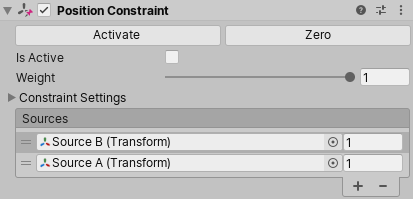 Position Constraint
Activate Zero
Is Active
Weight 1
Constraint Settings
Sources
Source B (Transform) 1
Source A (Transform) 1